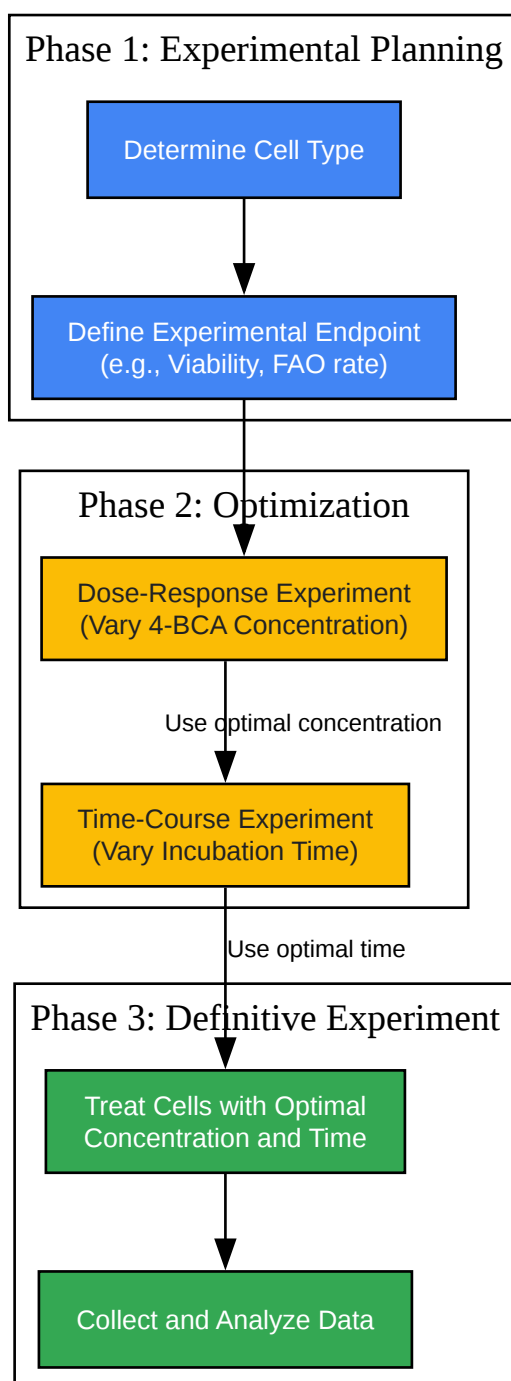 Phase 1: Experimental Planning
Determine Cell Type
Define Experimental Endpoint
(e.g., Viability, FAO rate)
Phase 2: Optimization
Dose-Response Experiment
(Vary 4-BCA Concentration)
Use optimal concentration
Time-Course Experiment
(Vary Incubation Time)
Use optimal time
Phase 3: Definitive Experiment
Treat Cells with Optimal
Concentration and Time
Collect and Analyze Data